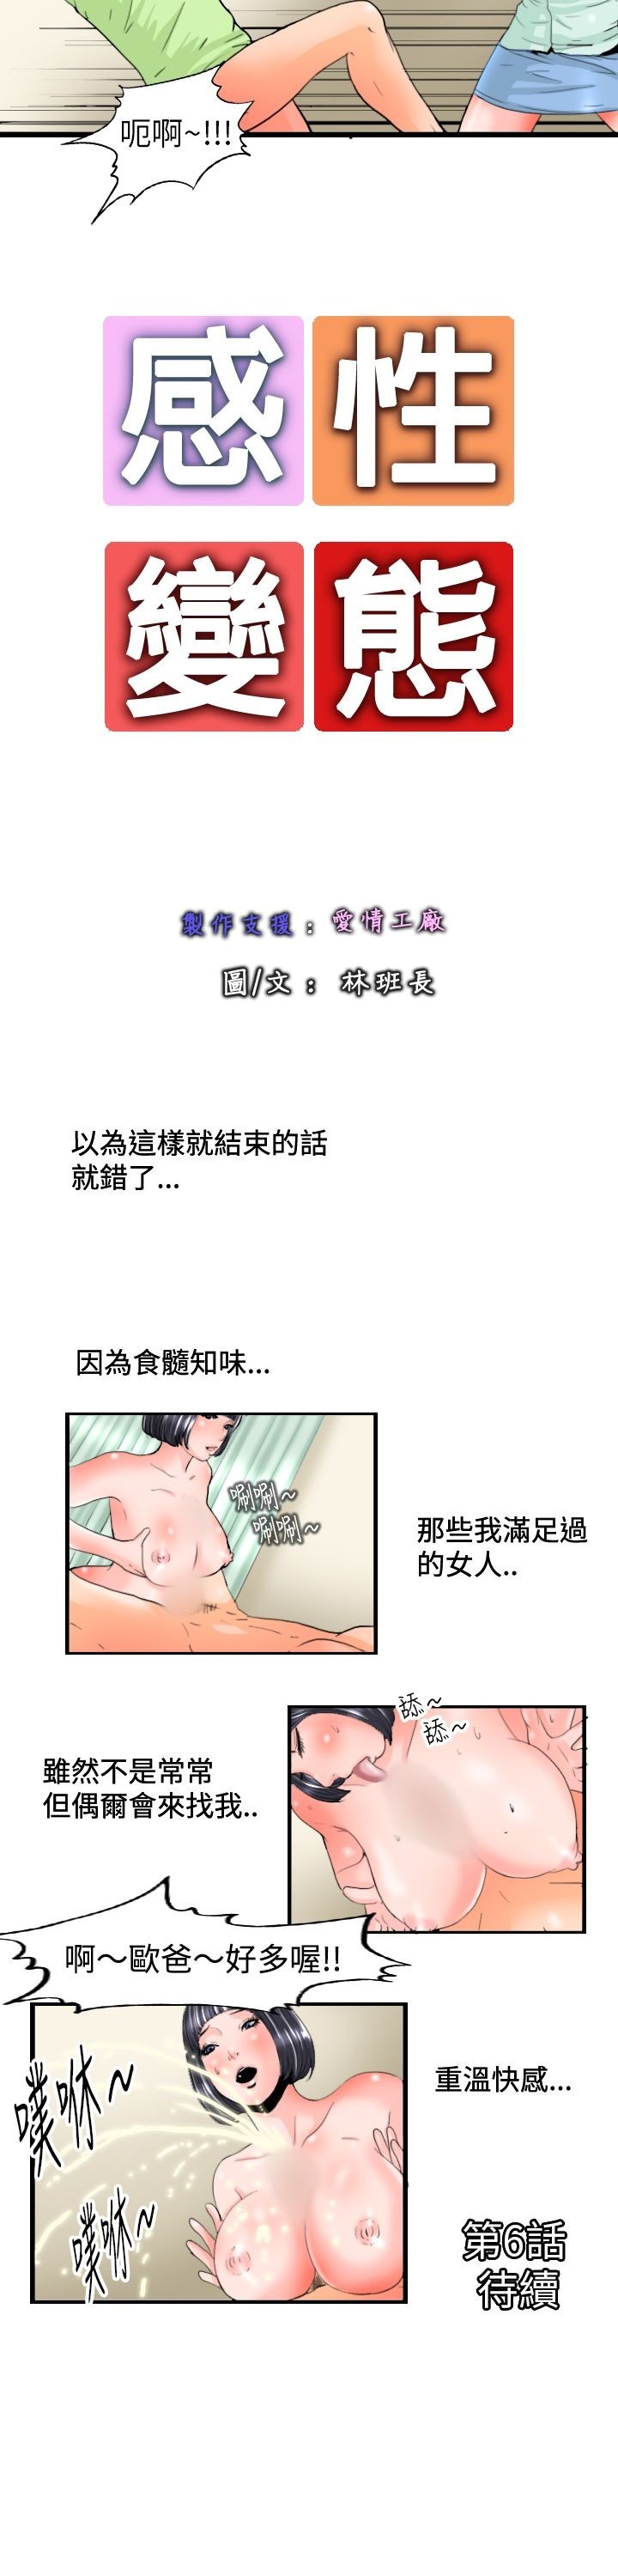 呃啊~!!!
感性
變態
製作支援：愛情工廠
圖/文：林班長
以為這樣就結束的話
就錯了...
因為食髓知味...
唰唰~
唰唰~
那些我滿足過
的女人..
舔~
舔~
雖然不是常常
但偶爾會來找我..
啊～歐爸～好多喔!!
噗咻~
重溫快感...
噗咻~
第6話
待續